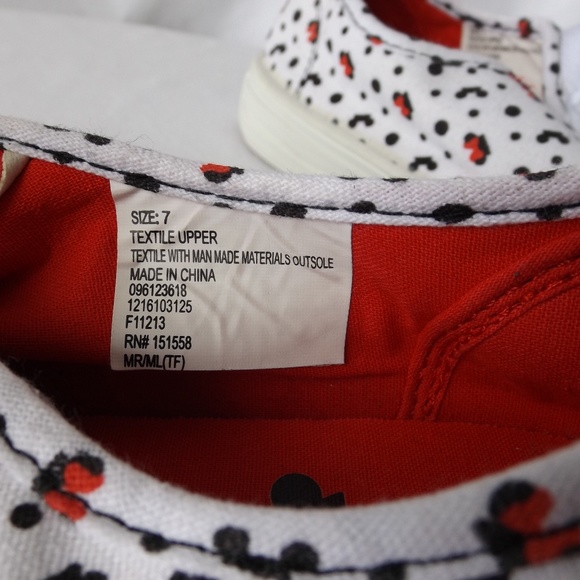 SIZE: 7
TEXTILE UPPER
TEXTILE WITH MAN MADE MATERIALS OUTSOLE
MADE IN CHINA
096123618
1216103125
F11213
RN# 151558
MR/ML(TF)